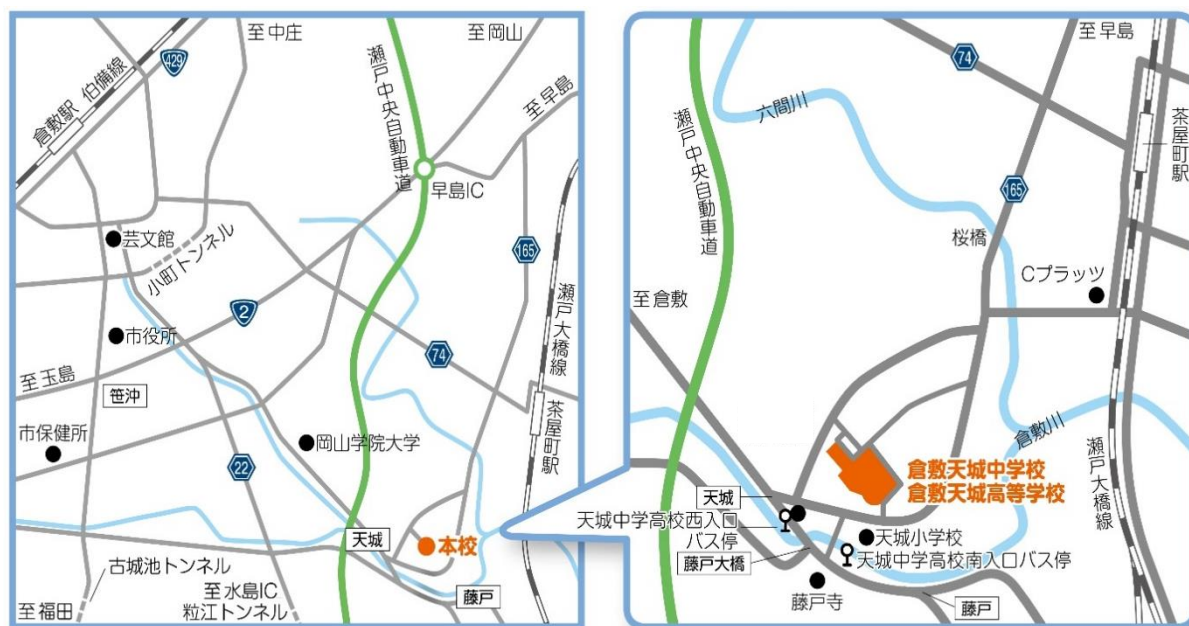 至中庄
至岡山
429
倉敷駅
伯備線
瀬戸中央自動車道
至早島
早島IC
芸文館
小町トンネル
165
2
市役所
瀬戸大橋線
74
至玉島
笹沖
茶屋町駅
市保健所
岡山学院大学
22
天城
本校
古城池トンネル
藤戸
至福田
至水島IC
粒江トンネル
至早島
74
六間川
茶屋町駅
瀬戸中央自動車道
165
桜橋
Cプラッツ
至倉敷
倉敷川
瀬戸大橋線
倉敷天城中学校
倉敷天城高等学校
天城
天城中学高校西入口
バス停
天城小学校
藤戸大橋
天城中学高校南入口バス停
藤戸寺
藤戸